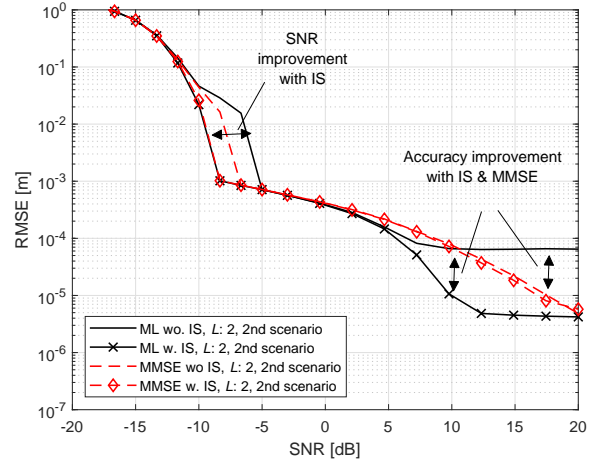 10^0
10^-1
10^-2
10^-3
10^-4
10^-5
10^-6
10^-7
RMSE [m]
SNR
improvement
with IS
Accuracy improvement
with IS & MMSE
ML wo. IS, L: 2, 2nd scenario
ML w. IS, L: 2, 2nd scenario
MMSE wo IS, L: 2, 2nd scenario
MMSE w. IS, L: 2, 2nd scenario
-20 -15 -10 -5 0 5 10 15 20
SNR [dB]